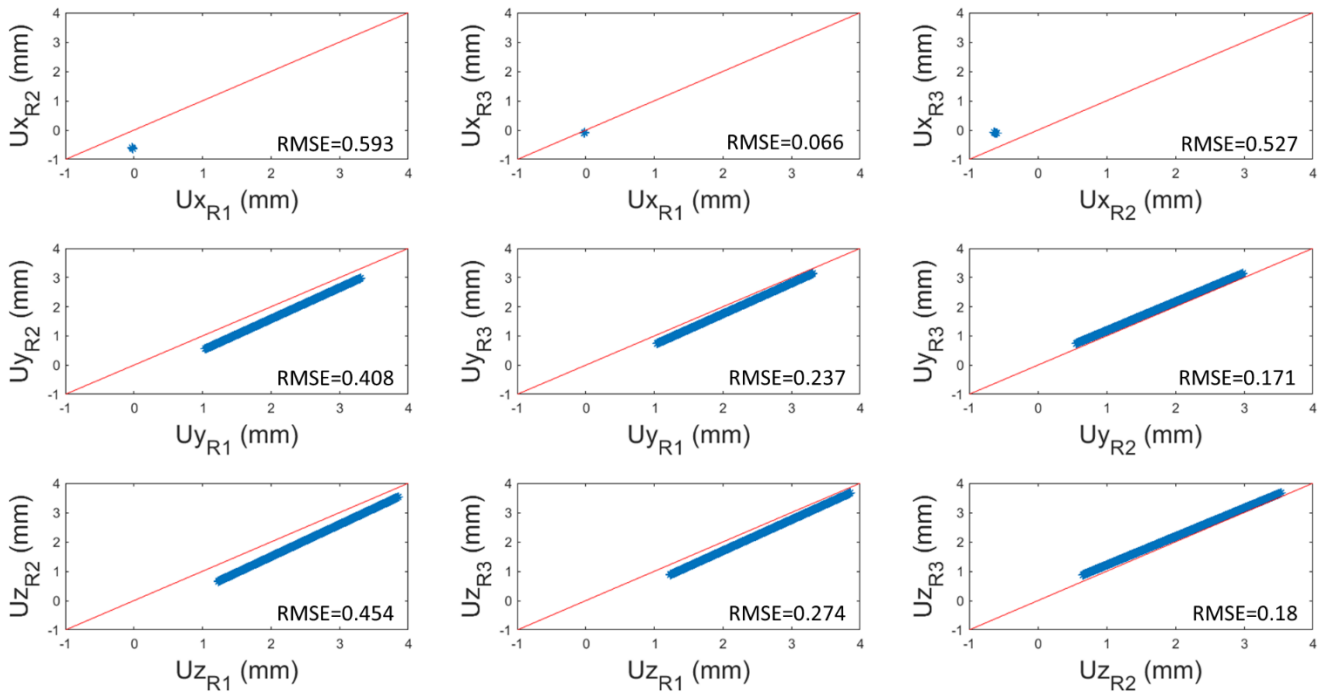 Ux_R2 (mm)
4
3
2
1
0
-1
RMSE=0.593
-1 0 1 2 3 4
Ux_R1 (mm)
Ux_R3 (mm)
4
3
2
1
0
-1
RMSE=0.066
-1 0 1 2 3 4
Ux_R1 (mm)
Ux_R3 (mm)
4
3
2
1
0
-1
RMSE=0.527
-1 0 1 2 3 4
Ux_R2 (mm)
Uy_R2 (mm)
4
3
2
1
0
-1
RMSE=0.408
-1 0 1 2 3 4
Uy_R1 (mm)
Uy_R3 (mm)
4
3
2
1
0
-1
RMSE=0.237
-1 0 1 2 3 4
Uy_R1 (mm)
Uy_R3 (mm)
4
3
2
1
0
-1
RMSE=0.171
-1 0 1 2 3 4
Uy_R2 (mm)
Uz_R2 (mm)
4
3
2
1
0
-1
RMSE=0.454
-1 0 1 2 3 4
Uz_R1 (mm)
Uz_R3 (mm)
4
3
2
1
0
-1
RMSE=0.274
-1 0 1 2 3 4
Uz_R1 (mm)
Uz_R3 (mm)
4
3
2
1
0
-1
RMSE=0.18
-1 0 1 2 3 4
Uz_R2 (mm)